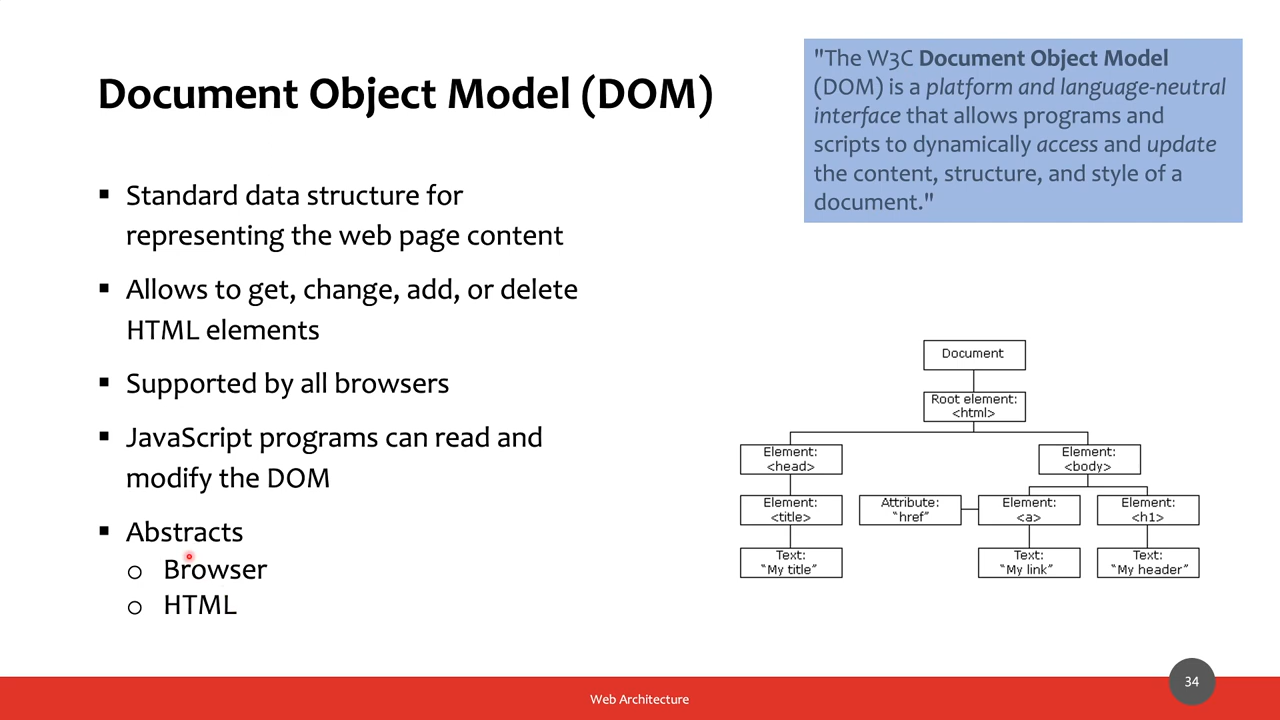 Document Object Model (DOM)
"The W3C Document Object Model
(DOM) is a platform and language-neutral
interface that allows programs and
scripts to dynamically access and update
the content, structure, and style of a
document."
▪ Standard data structure for
representing the web page content
▪ Allows to get, change, add, or delete
HTML elements
▪ Supported by all browsers
▪ JavaScript programs can read and
modify the DOM
▪ Abstracts
o Browser
o HTML
Document
Root element:
<html>
Element:
<head>
Element:
<body>
Element:
<title>
Attribute:
"href"
Element:
<a>
Element:
<h1>
Text:
"My title"
Text:
"My link"
Text:
"My header"
Web Architecture
34